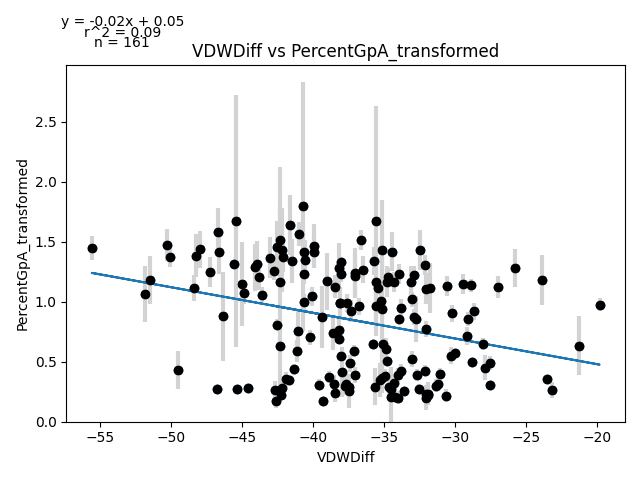 y = -0.02x + 0.05
r^2 = 0.09
n = 161
VDWDiff vs PercentGpA_transformed
PercentGpA_transformed
2.5
2.0
1.5
1.0
0.5
0.0
−55 −50 −45 −40 −35 −30 −25 −20
VDWDiff